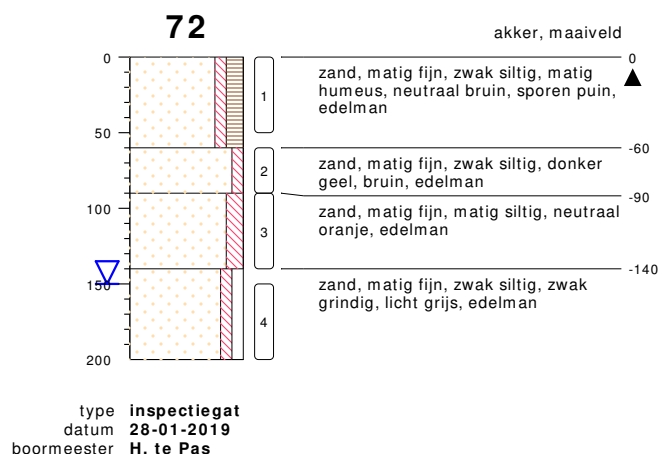 72
akker, maaiveld
0
50
100
150
200
1
2
3
4
0
zand, matig fijn, zwak siltig, matig
humeus, neutraal bruin, sporen puin,
edelman
-60
zand, matig fijn, zwak siltig, donker
geel, bruin, edelman
-90
zand, matig fijn, matig siltig, neutraal
oranje, edelman
-140
zand, matig fijn, zwak siltig, zwak
grindig, licht grijs, edelman
type inspectiegat
datum 28-01-2019
boormeester H. te Pas